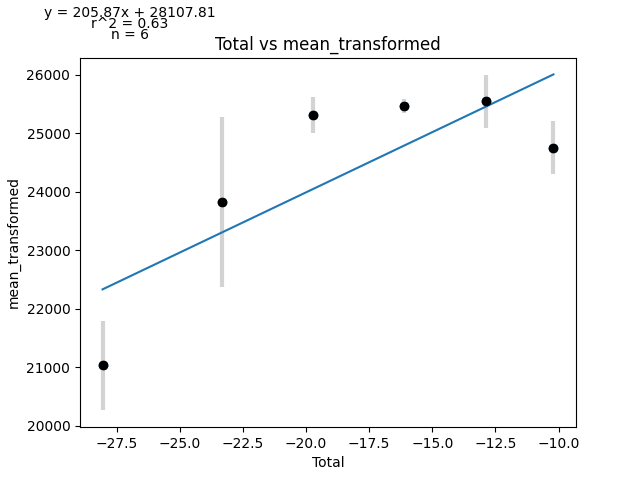 y = 205.87x + 28107.81
r^2 = 0.63
n = 6
Total vs mean_transformed
26000
25000
24000
23000
22000
21000
20000
mean_transformed
−27.5 −25.0 −22.5 −20.0 −17.5 −15.0 −12.5 −10.0
Total